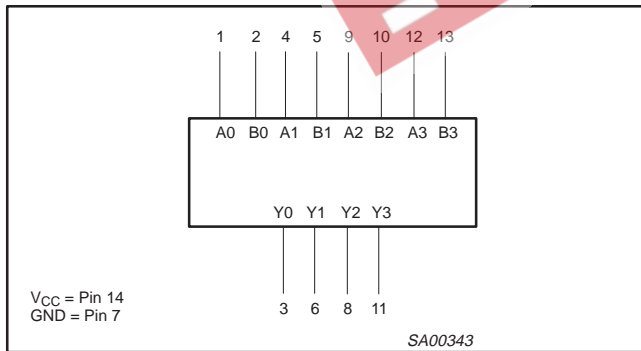 1 2 4 5 9 10 12 13
A0 B0 A1 B1 A2 B2 A3 B3
Y0 Y1 Y2 Y3
VCC = Pin 14
GND = Pin 7
3 6 8 11
SA00343